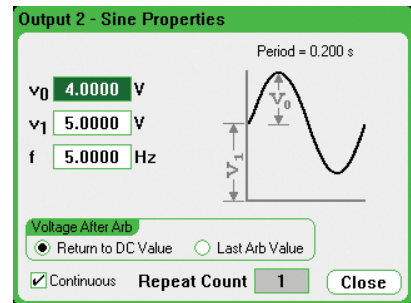 Output 2 - Sine Properties
Period = 0.200 s
V0 4.0000 V
V1 5.0000 V
f 5.0000 Hz
V0
V1
Voltage After Arb
Return to DC Value Last Arb Value
Continuous Repeat Count 1 Close